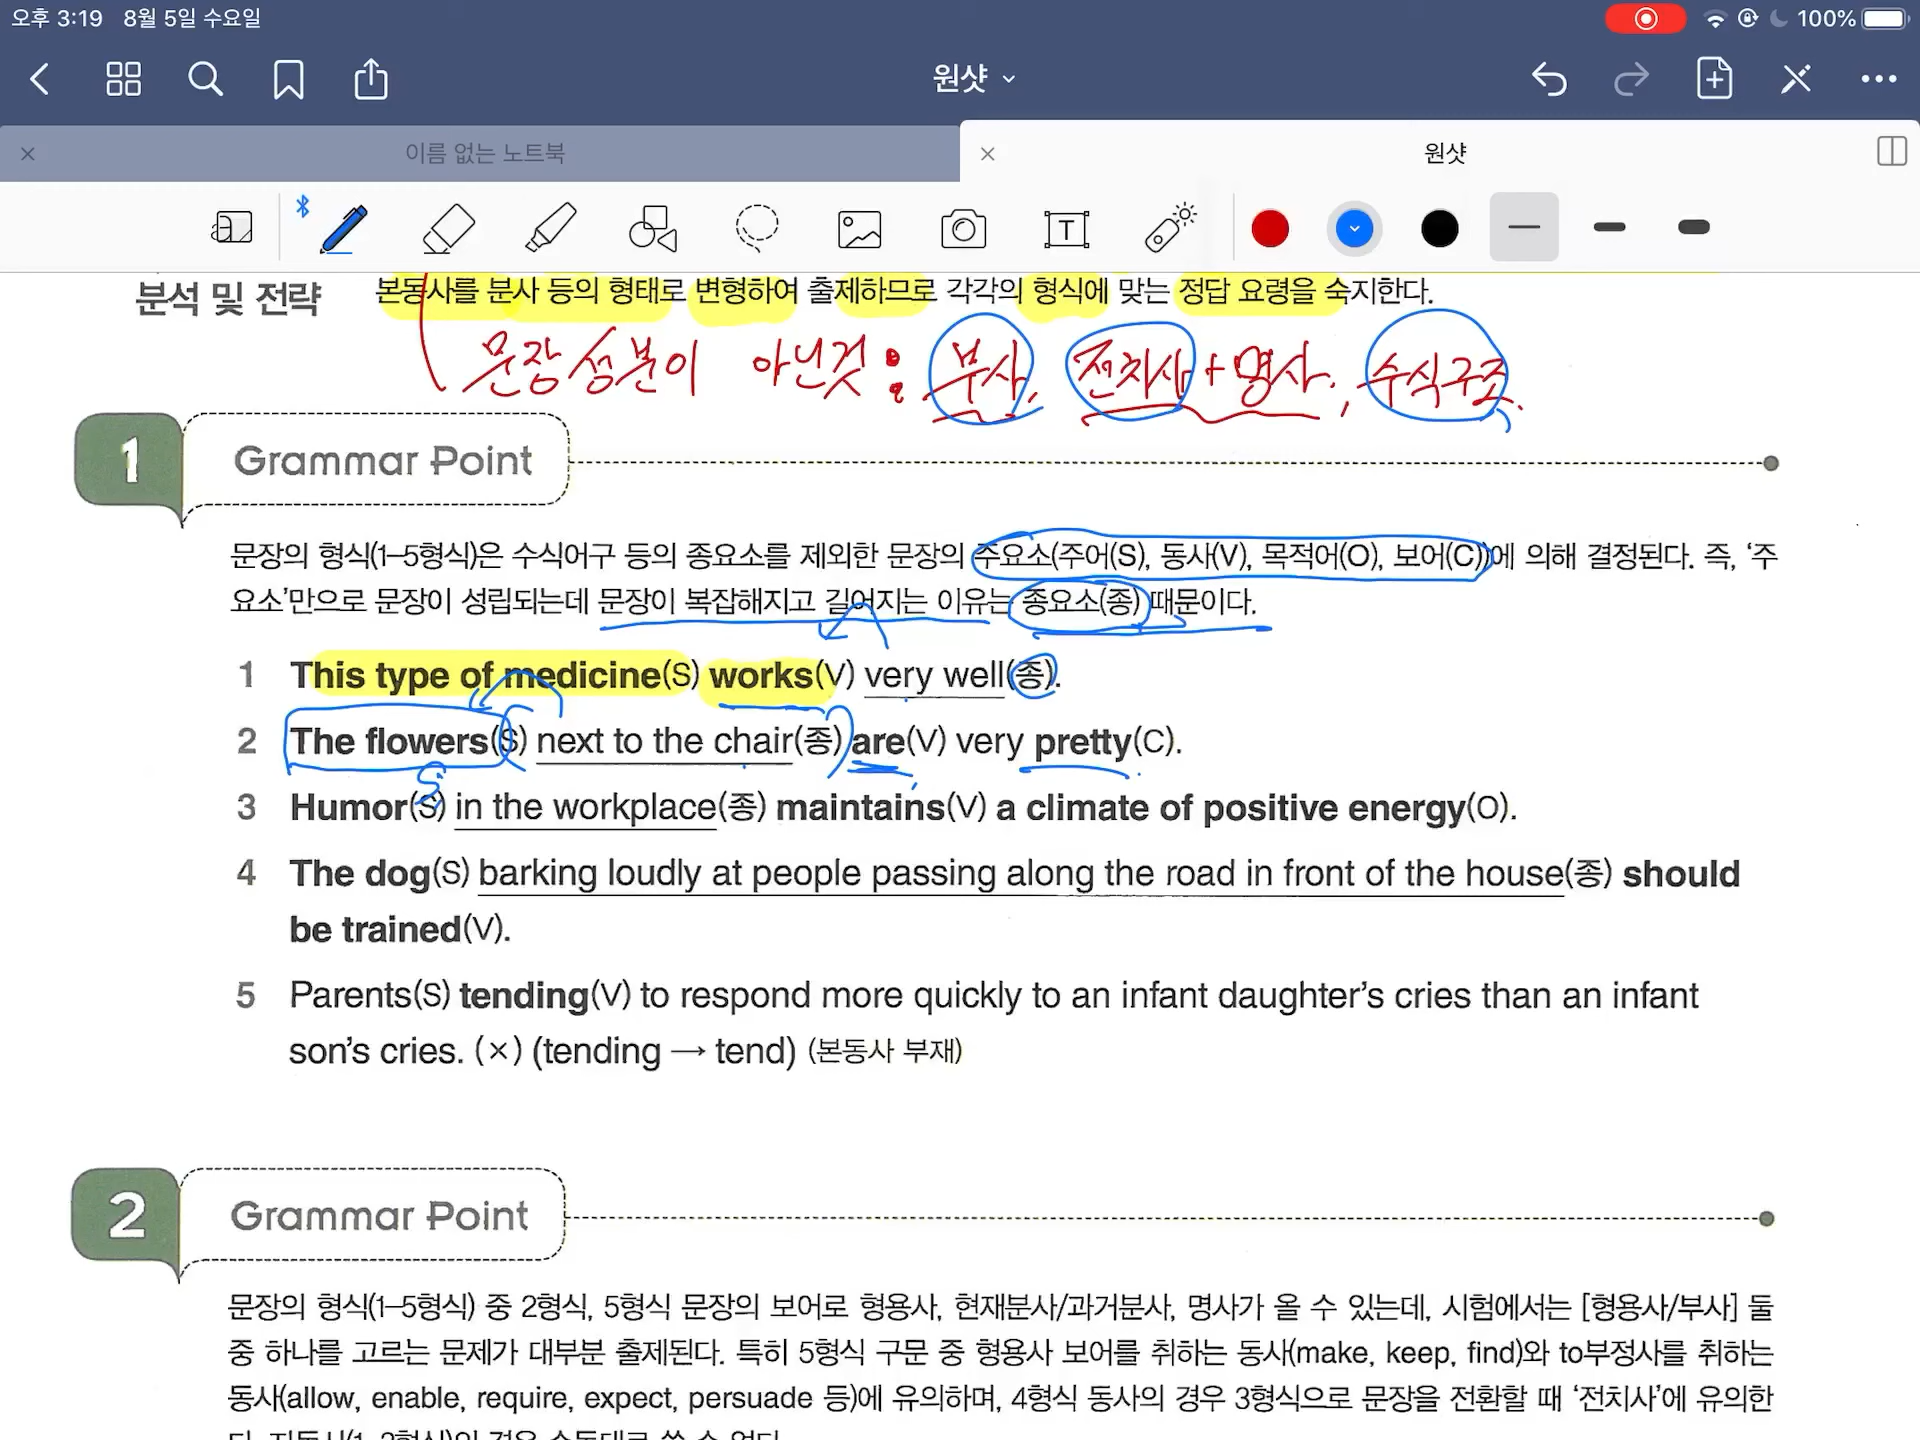 오후 3:19 8월 5일 수요일 100%
원샷
이름 없는 노트북 원샷
분석 및 전략 본동사를 분사 등의 형태로 변형하여 출제하므로 각각의 형식에 맞는 정답 요령을 숙지한다.
문장성분이 아닌것 : 부사, 전치사+명사, 수식구조.
1 Grammar Point
문장의 형식(1–5형식)은 수식어구 등의 종요소를 제외한 문장의 주요소(주어(S), 동사(V), 목적어(O), 보어(C))에 의해 결정된다. 즉, ‘주
요소’만으로 문장이 성립되는데 문장이 복잡해지고 길어지는 이유는 종요소(종) 때문이다.
1 This type of medicine(S) works(V) very well(종).
2 The flowers(S) next to the chair(종) are(V) very pretty(C).
S
3 Humor(S) in the workplace(종) maintains(V) a climate of positive energy(O).
4 The dog(S) barking loudly at people passing along the road in front of the house(종) should
be trained(V).
5 Parents(S) tending(V) to respond more quickly to an infant daughter’s cries than an infant
son’s cries. (×) (tending → tend) (본동사 부재)
2 Grammar Point
문장의 형식(1–5형식) 중 2형식, 5형식 문장의 보어로 형용사, 현재분사/과거분사, 명사가 올 수 있는데, 시험에서는 [형용사/부사] 둘
중 하나를 고르는 문제가 대부분 출제된다. 특히 5형식 구문 중 형용사 보어를 취하는 동사(make, keep, find)와 to부정사를 취하는
동사(allow, enable, require, expect, persuade 등)에 유의하며, 4형식 동사의 경우 3형식으로 문장을 전환할 때 ‘전치사’에 유의한